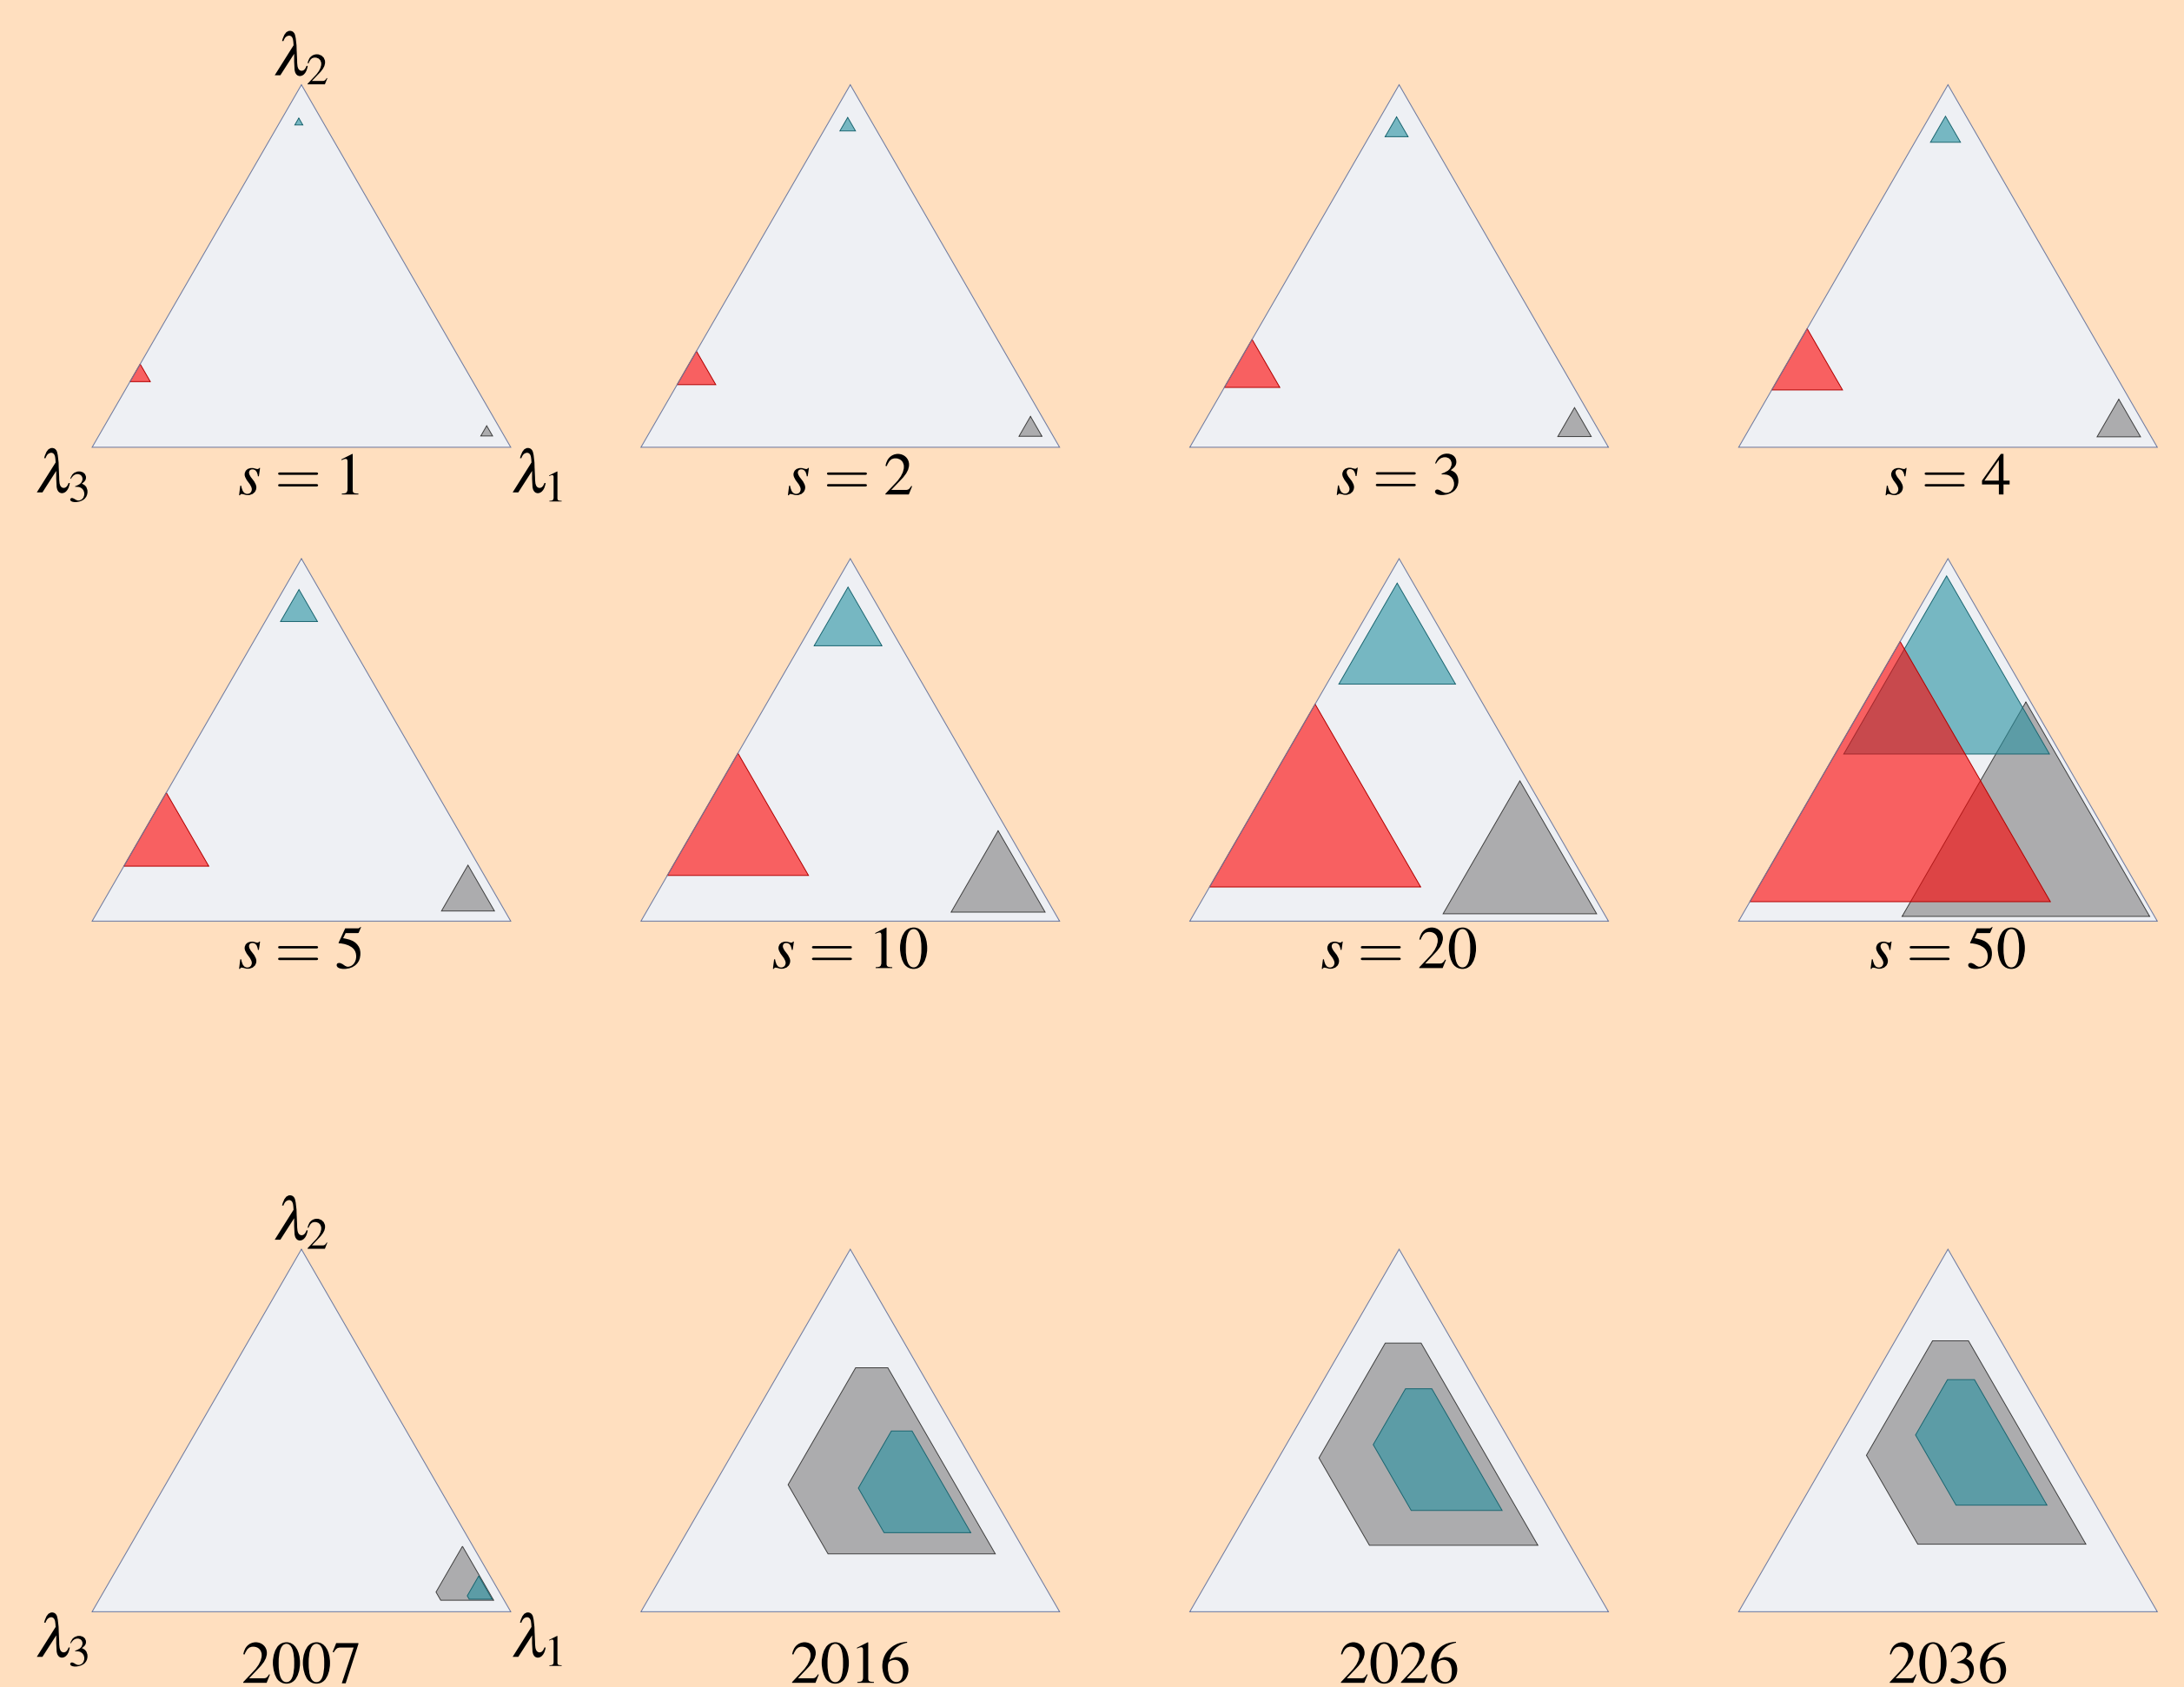 λ2
λ3 s = 1 λ1 s = 2 s = 3 s = 4
s = 5 s = 10 s = 20 s = 50
λ2
λ3 2007 λ1 2016 2026 2036